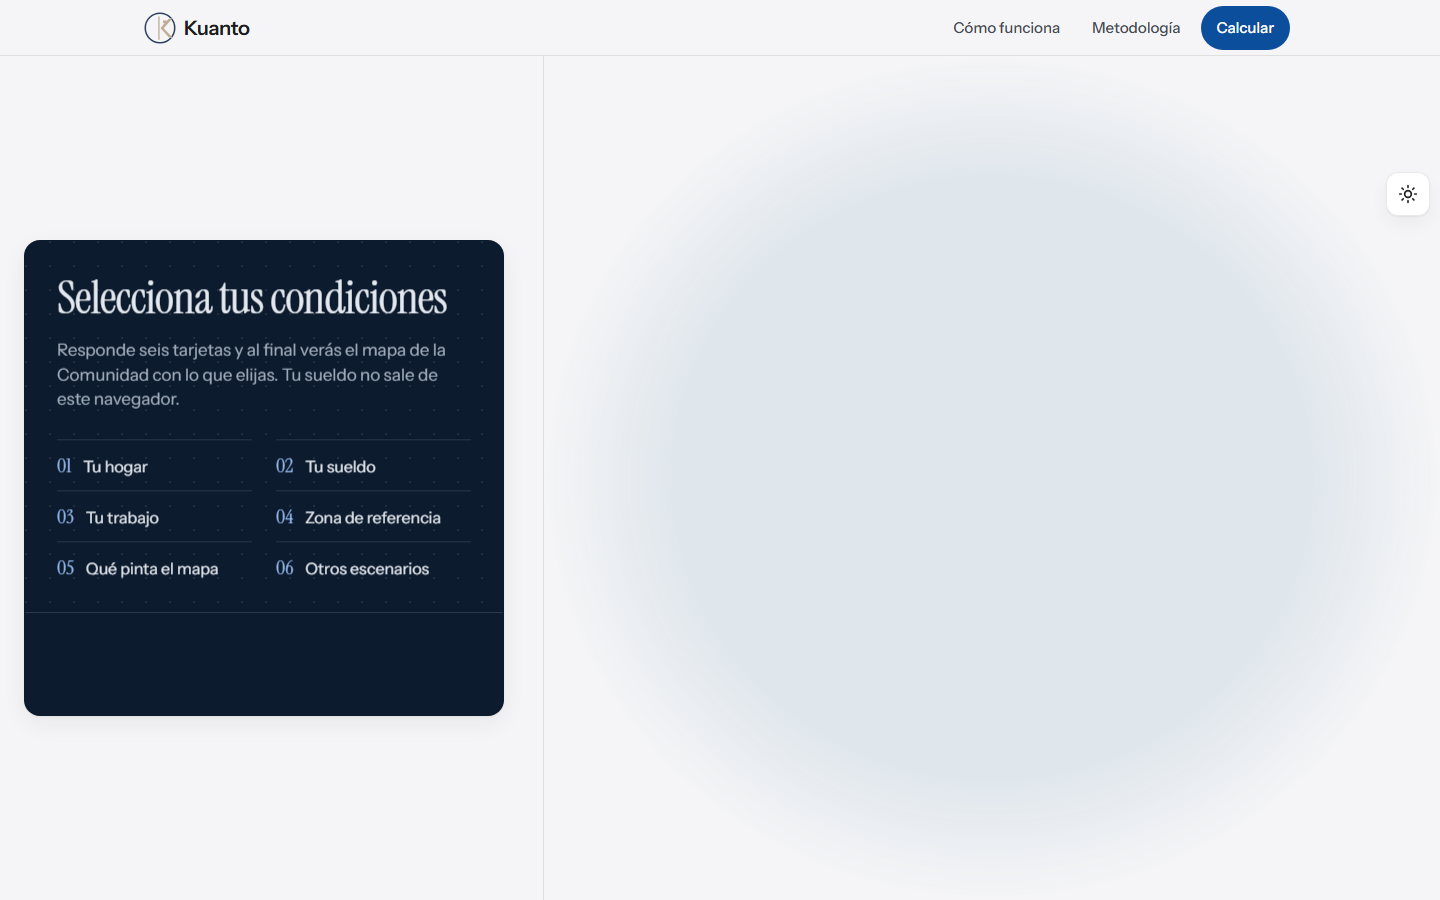 Kuanto
Cómo funciona
Metodología
Calcular
Selecciona tus condiciones
Responde seis tarjetas y al final verás el mapa de la
Comunidad con lo que elijas. Tu sueldo no sale de
este navegador.
01 Tu hogar
02 Tu sueldo
03 Tu trabajo
04 Zona de referencia
05 Qué pinta el mapa
06 Otros escenarios